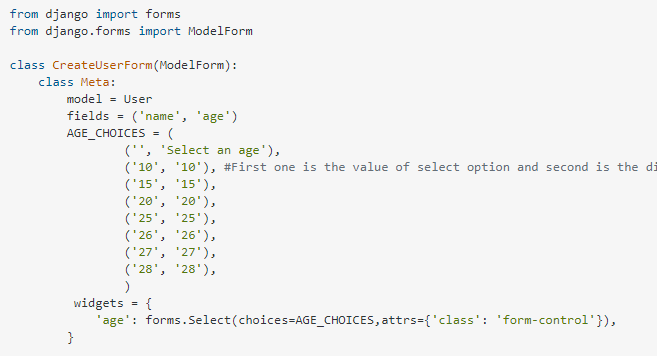 from django import forms
from django.forms import ModelForm
class CreateUserForm(ModelForm):
class Meta:
model = User
fields = ('name', 'age')
AGE_CHOICES = (
('', 'Select an age'),
('10', '10'), #First one is the value of select option and second is the di
('15', '15'),
('20', '20'),
('25', '25'),
('26', '26'),
('27', '27'),
('28', '28'),
)
widgets = {
'age': forms.Select(choices=AGE_CHOICES,attrs={'class': 'form-control'}),
}